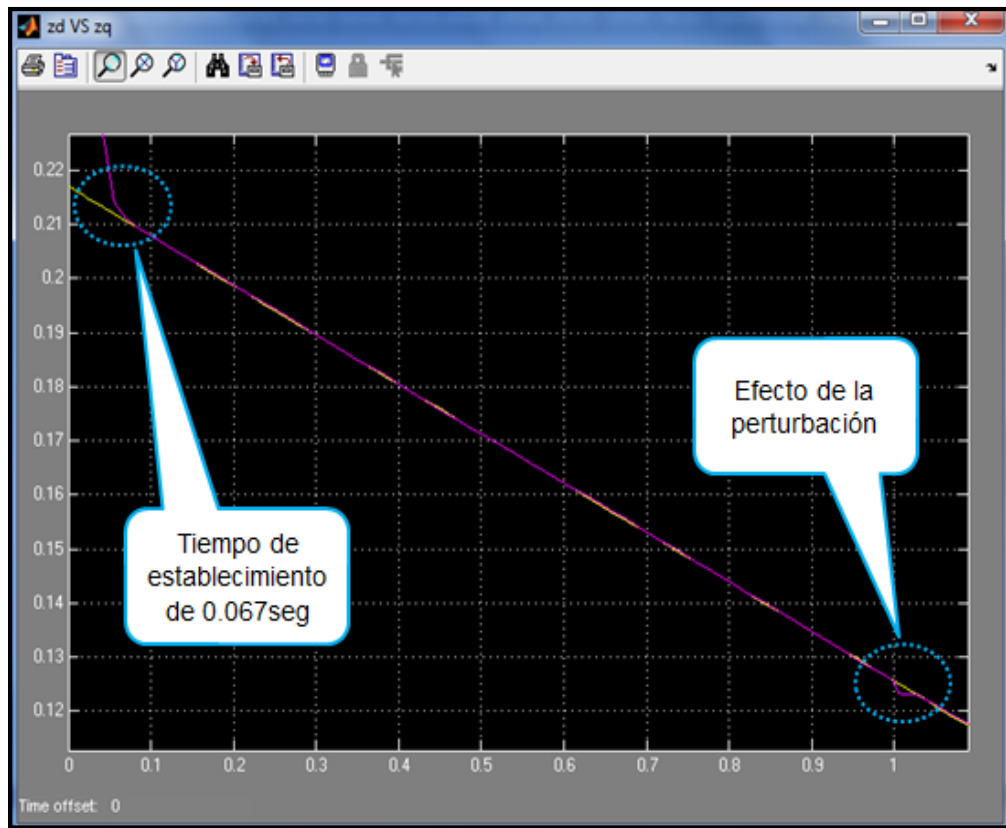 zd VS zq
0.22
0.21
0.2
0.19
0.18
0.17
0.16
0.15
0.14
0.13
0.12
Efecto de la
perturbación
Tiempo de
establecimiento
de 0.067seg
0 0.1 0.2 0.3 0.4 0.5 0.6 0.7 0.8 0.9 1
Time offset: 0